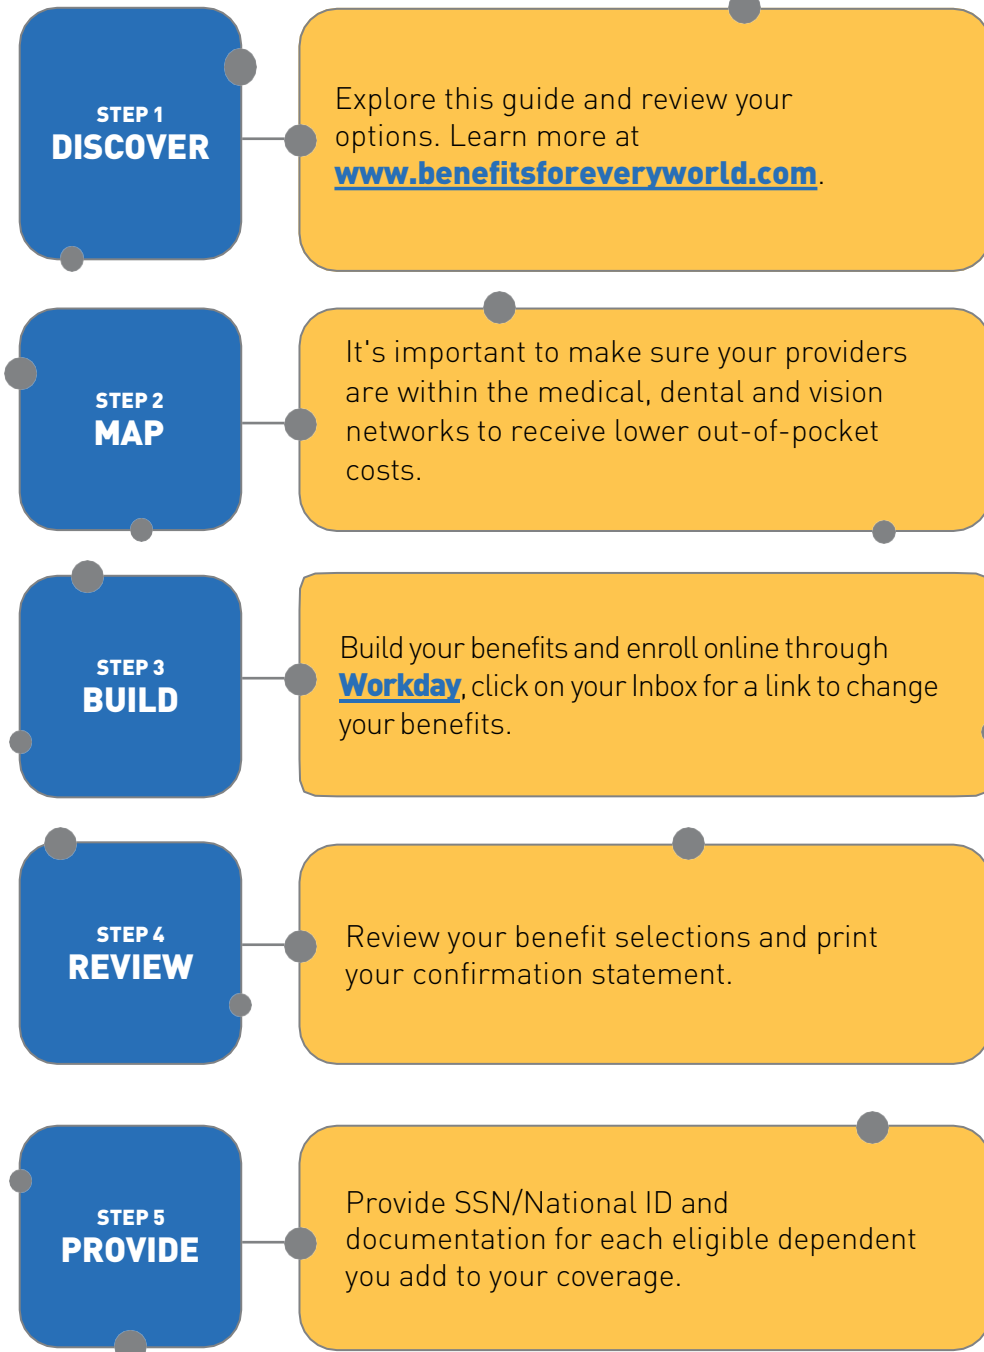 STEP 1
DISCOVER
Explore this guide and review your
options. Learn more at
www.benefitsforeveryworld.com.
STEP 2
MAP
It's important to make sure your providers
are within the medical, dental and vision
networks to receive lower out-of-pocket
costs.
STEP 3
BUILD
Build your benefits and enroll online through
Workday, click on your Inbox for a link to change
your benefits.
STEP 4
REVIEW
Review your benefit selections and print
your confirmation statement.
STEP 5
PROVIDE
Provide SSN/National ID and
documentation for each eligible dependent
you add to your coverage.